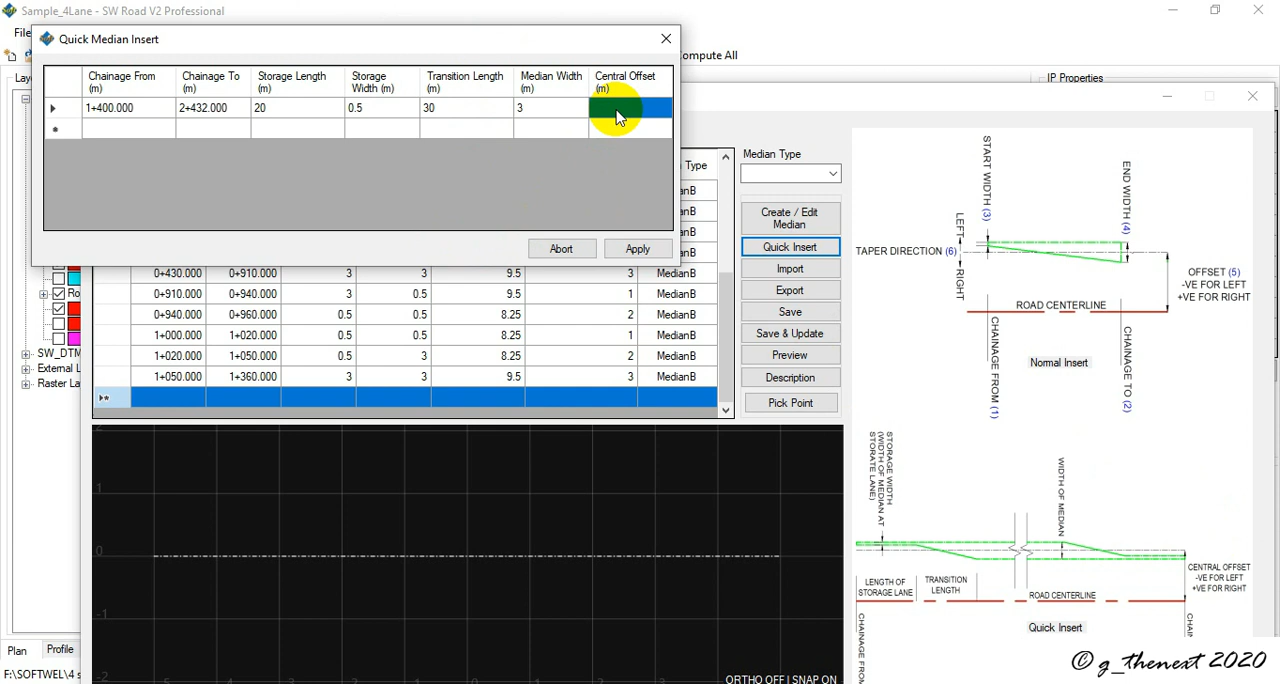 Sample_4Lane - SW Road V2 Professional
File
Quick Median Insert
Compute All
IP Properties
Chainage From (m) Chainage To (m) Storage Length (m) Storage Width (m) Transition Length (m) Median Width (m) Central Offset (m)
1+400.000 2+432.000 20 0.5 30 3
Abort Apply
Type
Median Type
Create / Edit Median
Quick Insert
Import
Export
Save
Save & Update
Preview
Description
Pick Point
0+430.000 0+910.000 3 3 9.5 3 MedianB
0+910.000 0+940.000 3 0.5 9.5 1 MedianB
0+940.000 0+960.000 0.5 0.5 8.25 2 MedianB
1+000.000 1+020.000 0.5 0.5 8.25 1 MedianB
1+020.000 1+050.000 0.5 3 8.25 2 MedianB
1+050.000 1+360.000 3 3 9.5 3 MedianB
SW_DTM
External L
Raster La
START WIDTH (3)
END WIDTH (4)
LEFT
TAPER DIRECTION (6)
RIGHT
OFFSET (5)
-VE FOR LEFT
+VE FOR RIGHT
ROAD CENTERLINE
CHAINAGE FROM (1)
CHAINAGE TO (2)
Normal Insert
STORAGE WIDTH
(WIDTH OF MEDIAN AT
STORATE LANE)
WIDTH OF MEDIAN
LENGTH OF
STORAGE LANE
TRANSITION
LENGTH
ROAD CENTERLINE
CENTRAL OFFSET
-VE FOR LEFT
+VE FOR RIGHT
CHAINAGE FROM
Quick Insert
Plan Profile
F:\SOFTWEL\4 s
ORTHO OFF | SNAP ON
© g_thenext 2020